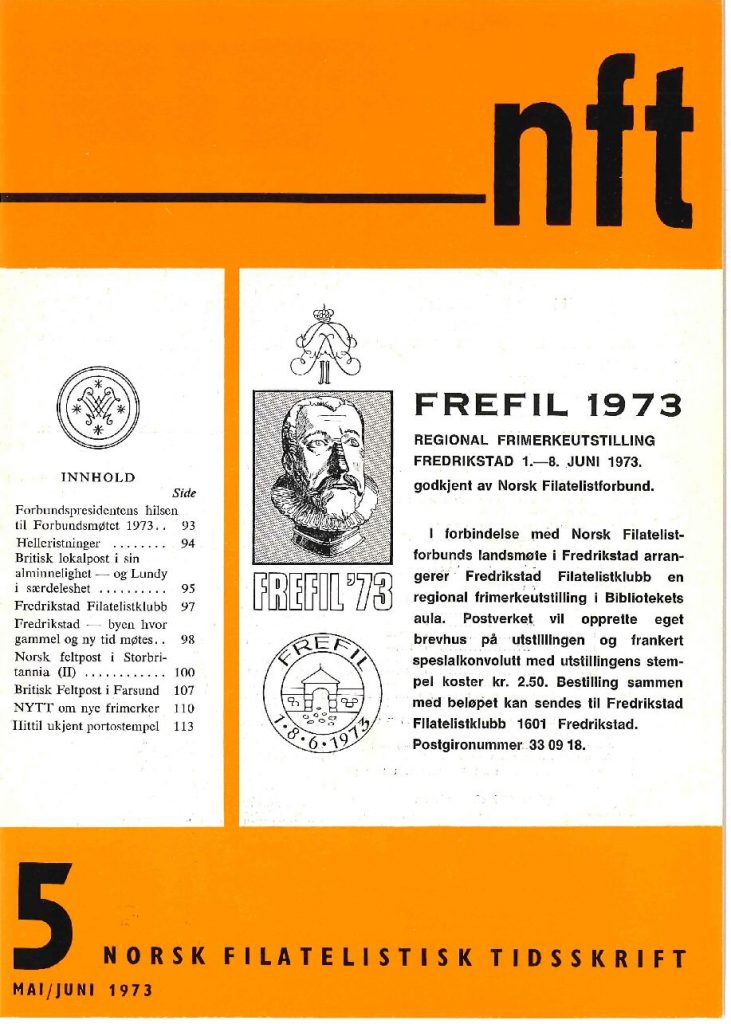 nft
INNHOLD
Side
Forbundspresidentens hilsen
til Forbundsmøtet 1973.. 93
Helleristninger ........ 94
Britisk lokalpost i sin
alminnelighet — og Lundy
i særdeleshet .......... 95
Fredrikstad Filatelistklubb 97
Fredrikstad — byen hvor
gammel og ny tid møtes.. 98
Norsk feltpost i Storbri-
tannia (II) ............ 100
Britisk Feltpost i Farsund 107
NYTT om nye frimerker 110
Hittil ukjent portostempel 113
II
FREFIL '73
FREFIL
1·8·6·1973
FREFIL 1973
REGIONAL FRIMERKEUTSTILLING
FREDRIKSTAD 1.—8. JUNI 1973.
godkjent av Norsk Filatelistforbund.
I forbindelse med Norsk Filatelist-
forbunds landsmøte i Fredrikstad arran-
gerer Fredrikstad Filatelistklubb en
regional frimerkeutstilling i Bibliotekets
aula. Postverket vil opprette eget
brevhus på utstillingen og frankert
spesialkonvolutt med utstillingens stem-
pel koster kr. 2.50. Bestilling sammen
med beløpet kan sendes til Fredrikstad
Filatelistklubb 1601 Fredrikstad.
Postgironummer 33 09 18.
5
NORSK FILATELISTISK TIDSSKRIFT
MAI/JUNI 1973